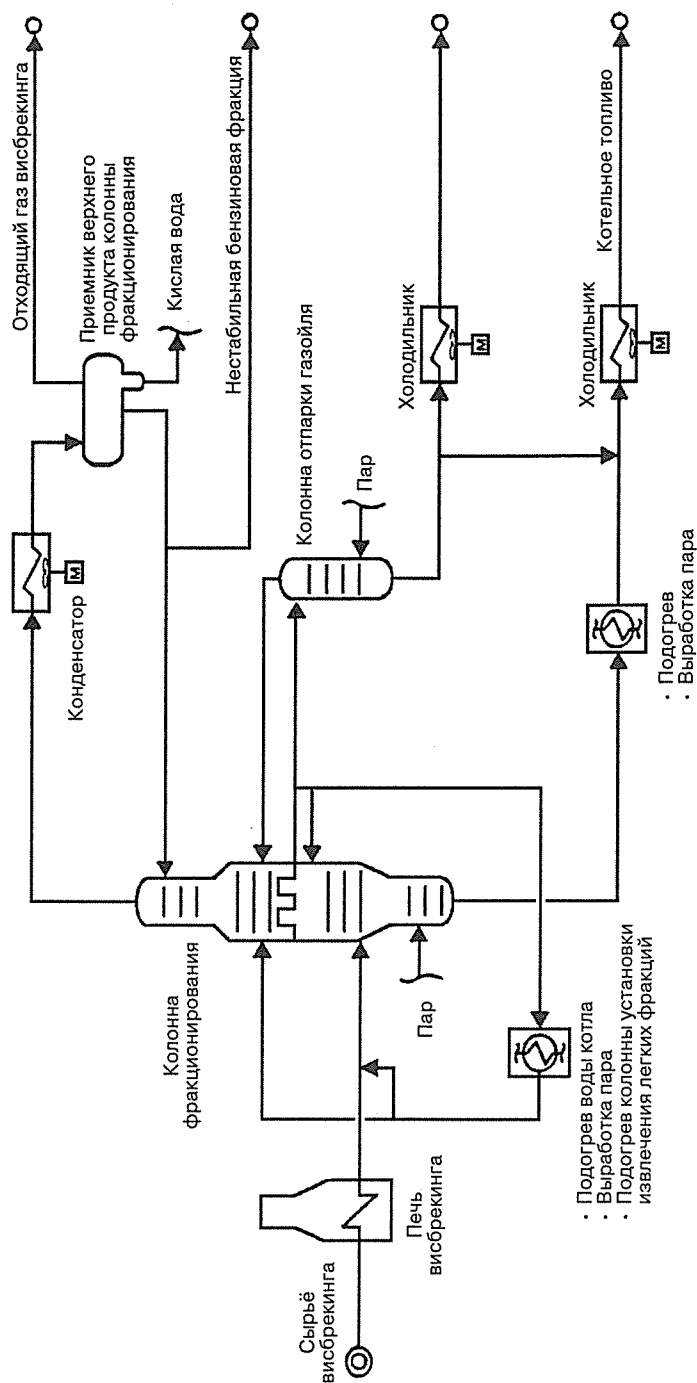 Отходящий газ висбрекинга
Приемник верхнего
продукта колонны
фракционирования
Кислая вода
Нестабильная бензиновая фракция
Конденсатор
М
Колонна отпарки газойля
Пар
Холодильник
М
Котельное топливо
Холодильник
М
· Подогрев
· Выработка пара
Колонна
фракционирования
Пар
· Подогрев воды котла
· Выработка пара
· Подогрев колонны установки
извлечения легких фракций
Печь
висбрекинга
Сырьё
висбрекинга